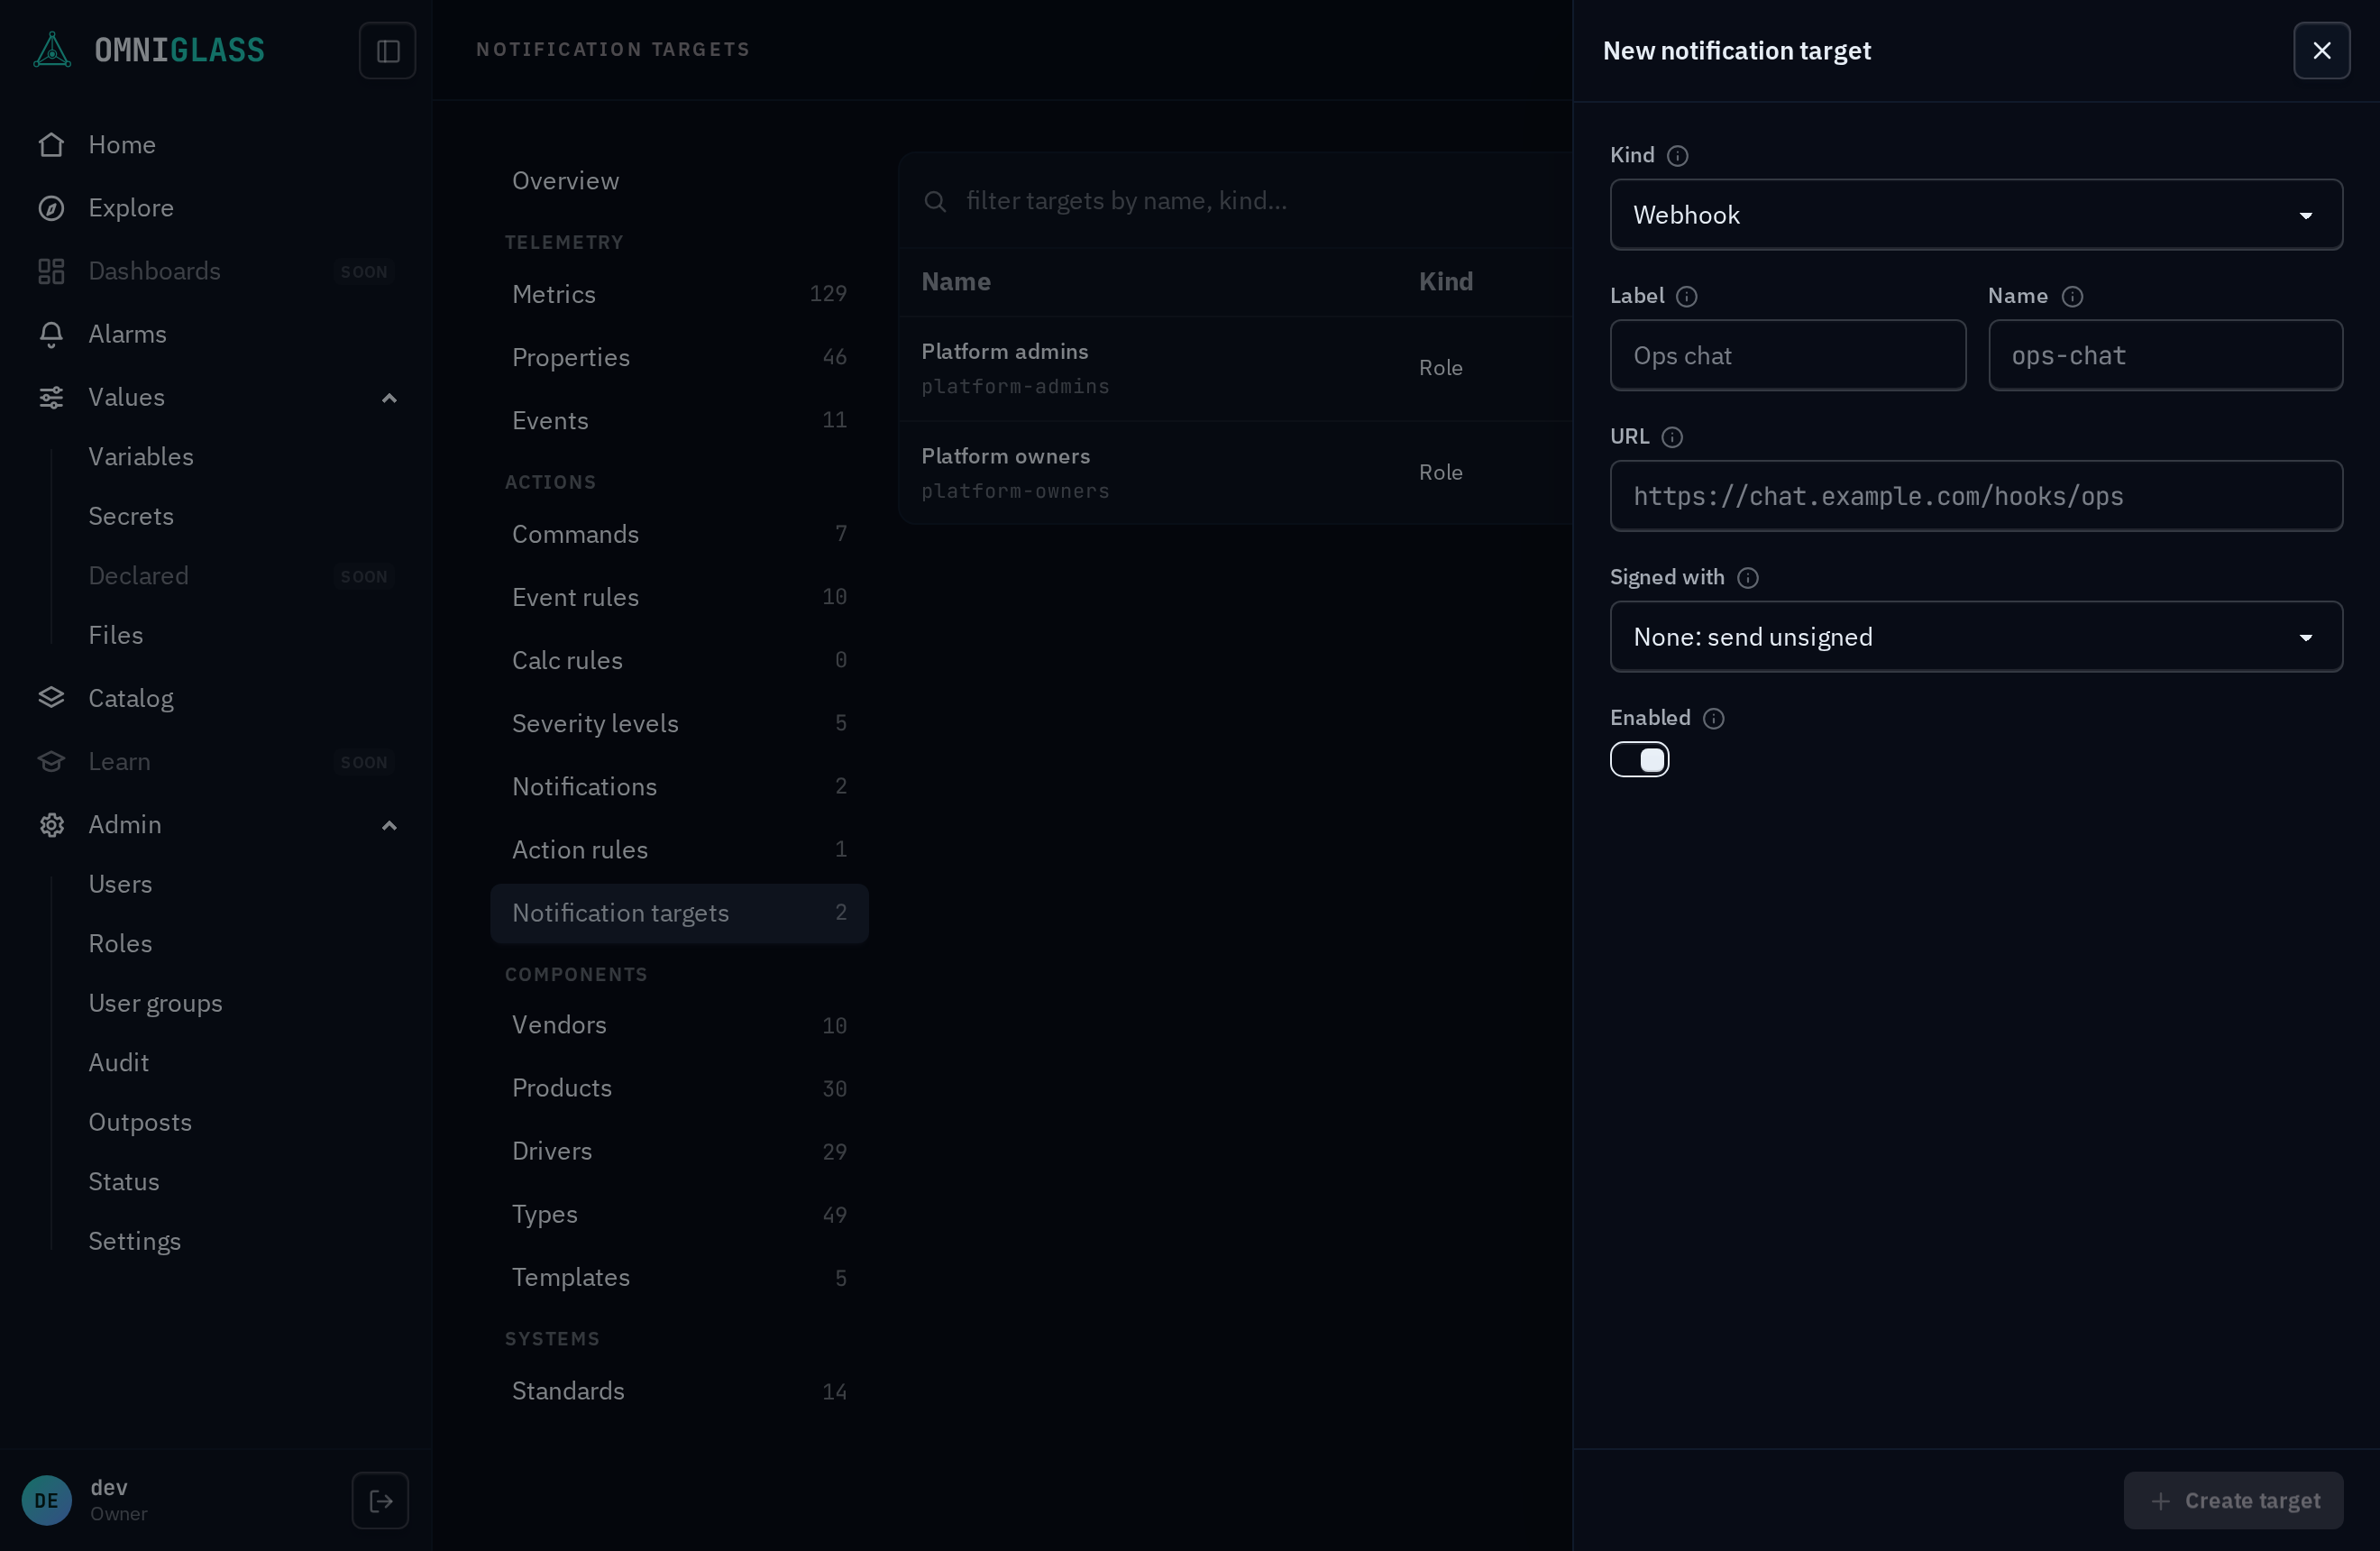 OMNIGLASS
Home
Explore
Dashboards SOON
Alarms
Values
Variables
Secrets
Declared SOON
Files
Catalog
Learn SOON
Admin
Users
Roles
User groups
Audit
Outposts
Status
Settings
DE
dev
Owner
NOTIFICATION TARGETS
Overview
TELEMETRY
Metrics 129
Properties 46
Events 11
ACTIONS
Commands 7
Event rules 10
Calc rules 0
Severity levels 5
Notifications 2
Action rules 1
Notification targets 2
COMPONENTS
Vendors 10
Products 30
Drivers 29
Types 49
Templates 5
SYSTEMS
Standards 14
filter targets by name, kind...
Name Kind
Platform admins
platform-admins
Role
Platform owners
platform-owners
Role
New notification target
Kind
Webhook
Label Name
Ops chat ops-chat
URL
https://chat.example.com/hooks/ops
Signed with
None: send unsigned
Enabled
Create target